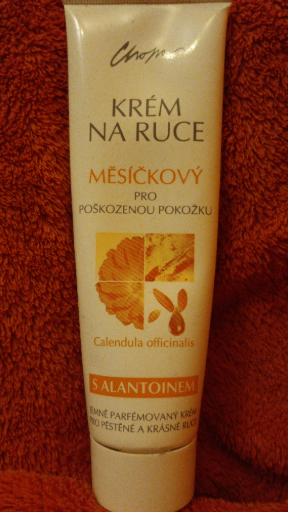 KRÉM
NA RUCE
MĚSÍČKOVÝ
PRO
POŠKOZENOU POKOŽKU
Calendula officinalis
S ALANTOINEM
JEMNĚ PARFÉMOVANÝ KRÉM
PRO PĚSTĚNÉ A KRÁSNÉ RUCE